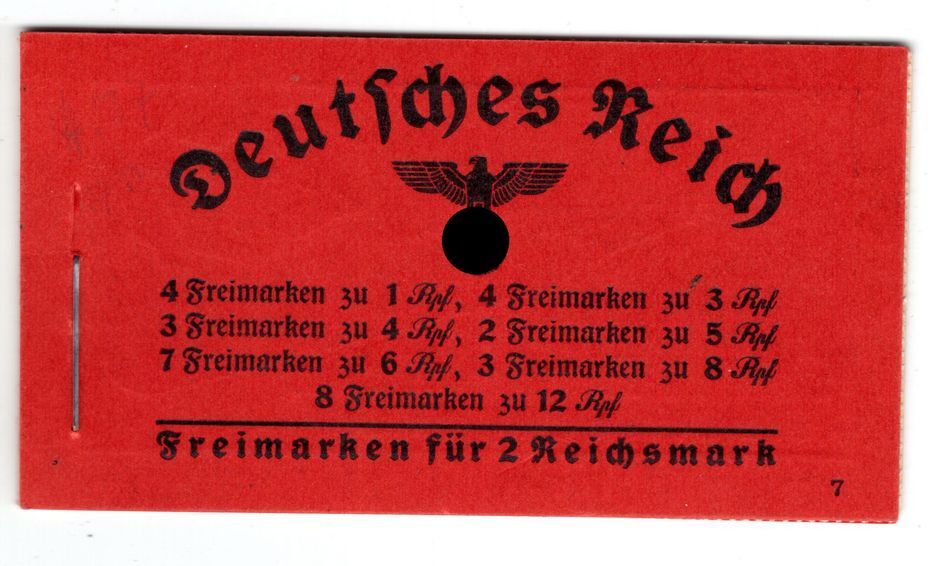 Deutsches Reich
4 Freimarken zu 1 Rpf, 4 Freimarken zu 3 Rpf
3 Freimarken zu 4 Rpf, 2 Freimarken zu 5 Rpf
7 Freimarken zu 6 Rpf, 3 Freimarken zu 8 Rpf
8 Freimarken zu 12 Rpf
Freimarken für 2 Reichsmark
7